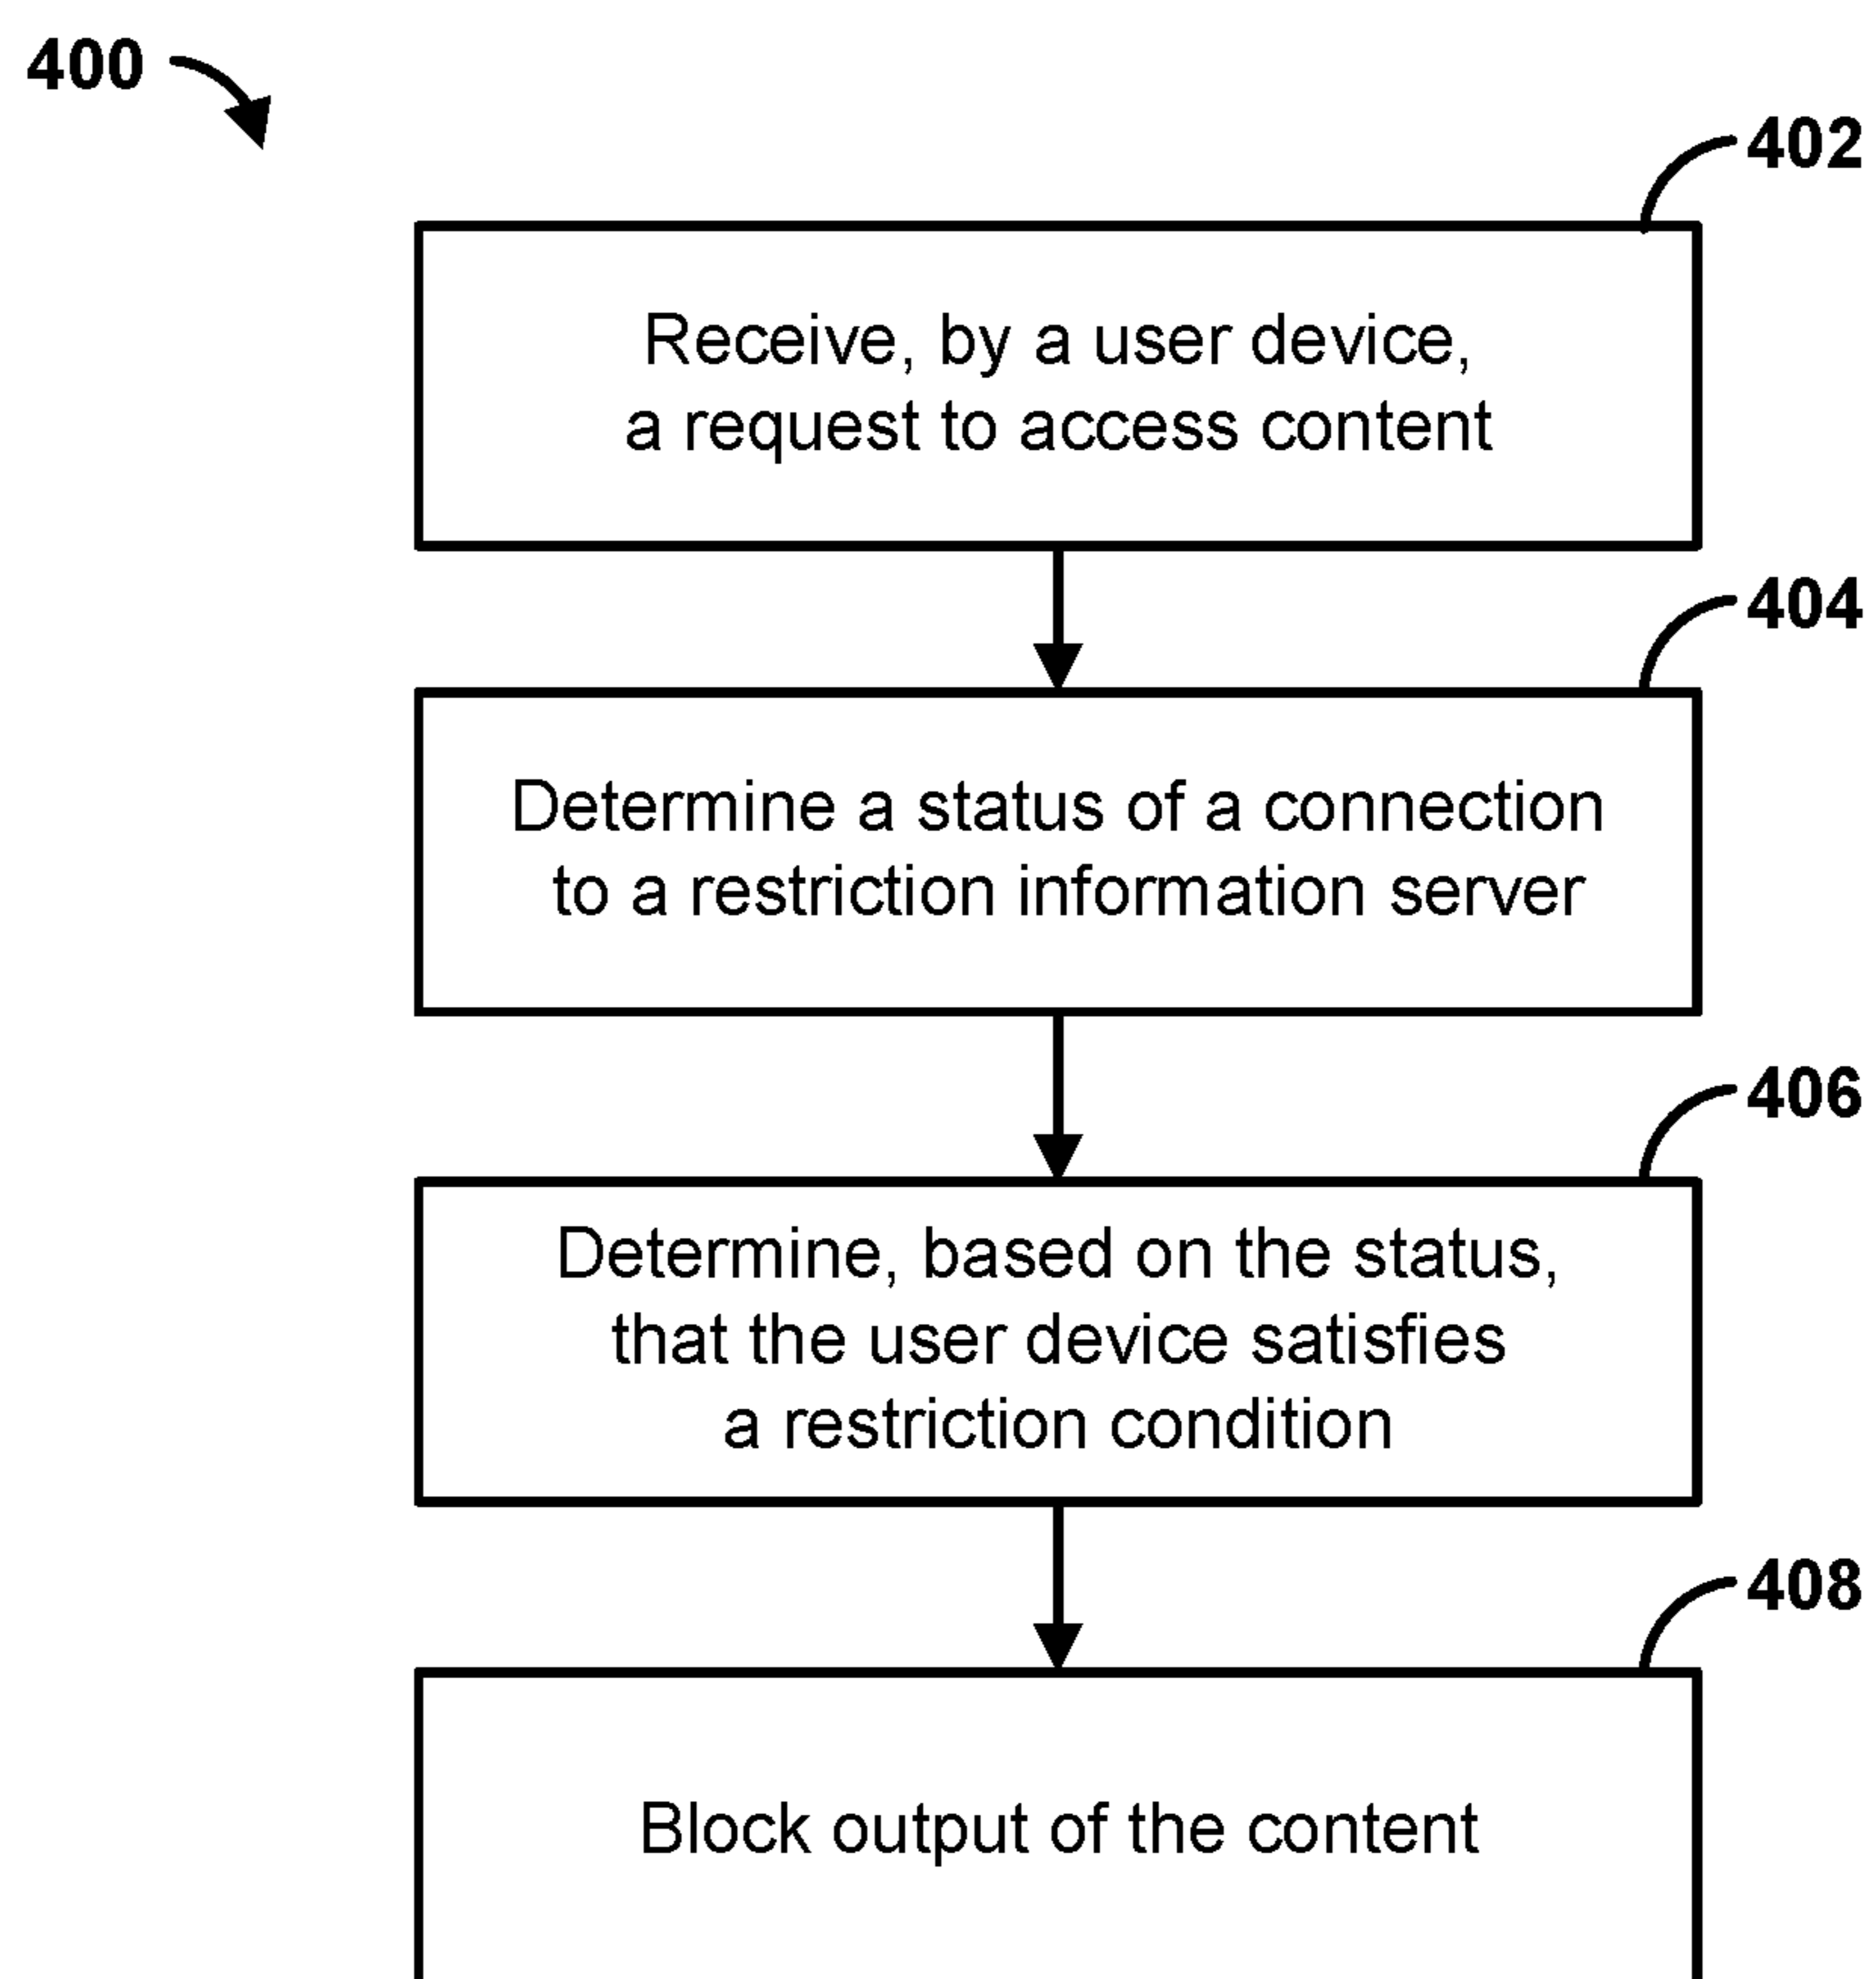 400
402
Receive, by a user device,
a request to access content
404
Determine a status of a connection
to a restriction information server
406
Determine, based on the status,
that the user device satisfies
a restriction condition
408
Block output of the content